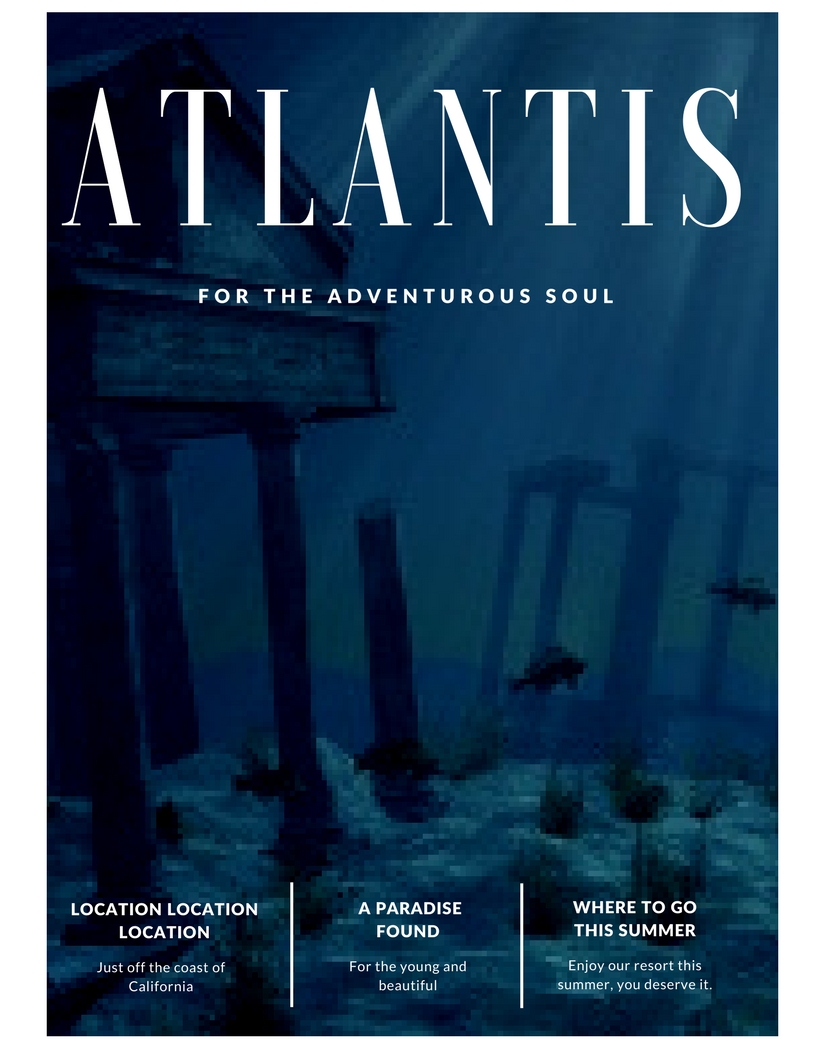 ATLANTIS
FOR THE ADVENTUROUS SOUL
LOCATION LOCATION
LOCATION
Just off the coast of
California
A PARADISE
FOUND
For the young and
beautiful
WHERE TO GO
THIS SUMMER
Enjoy our resort this
summer, you deserve it.